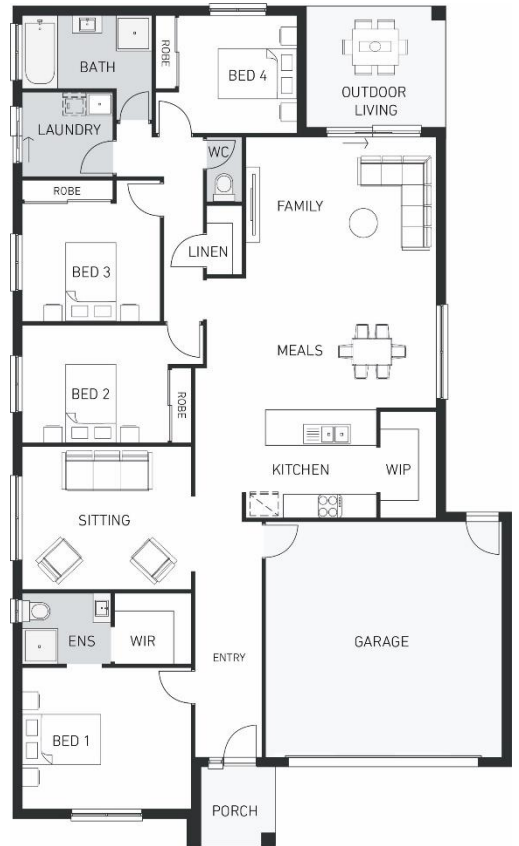 BATH
ROBE
BED 4
OUTDOOR
LIVING
LAUNDRY
WC
ROBE
FAMILY
LINEN
BED 3
MEALS
BED 2
ROBE
KITCHEN
WIP
SITTING
ENS
WIR
ENTRY
GARAGE
BED 1
PORCH